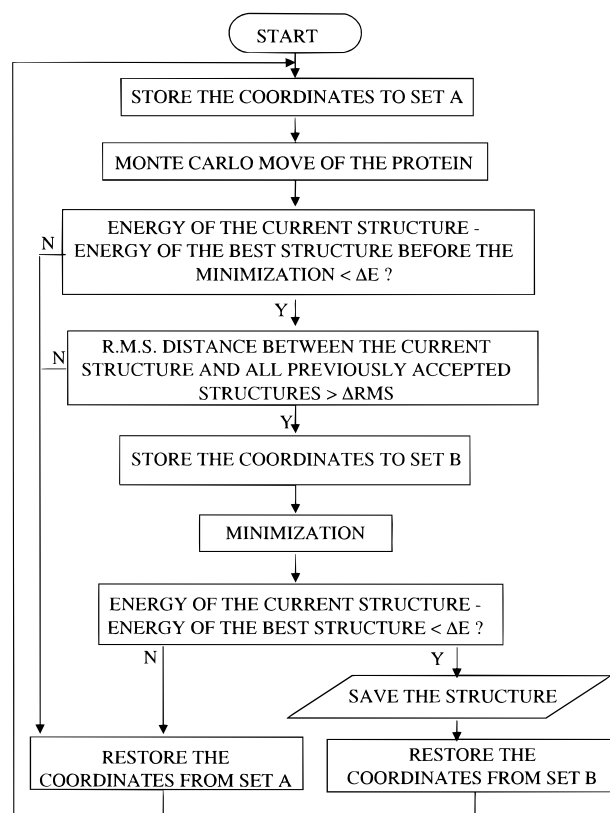 START
STORE THE COORDINATES TO SET A
MONTE CARLO MOVE OF THE PROTEIN
ENERGY OF THE CURRENT STRUCTURE -
ENERGY OF THE BEST STRUCTURE BEFORE THE
MINIMIZATION < ΔE ?
N
Y
R.M.S. DISTANCE BETWEEN THE CURRENT
STRUCTURE AND ALL PREVIOUSLY ACCEPTED
STRUCTURES > ΔRMS
N
Y
STORE THE COORDINATES TO SET B
MINIMIZATION
ENERGY OF THE CURRENT STRUCTURE -
ENERGY OF THE BEST STRUCTURE < ΔE ?
N
Y
SAVE THE STRUCTURE
RESTORE THE
COORDINATES FROM SET A
RESTORE THE
COORDINATES FROM SET B